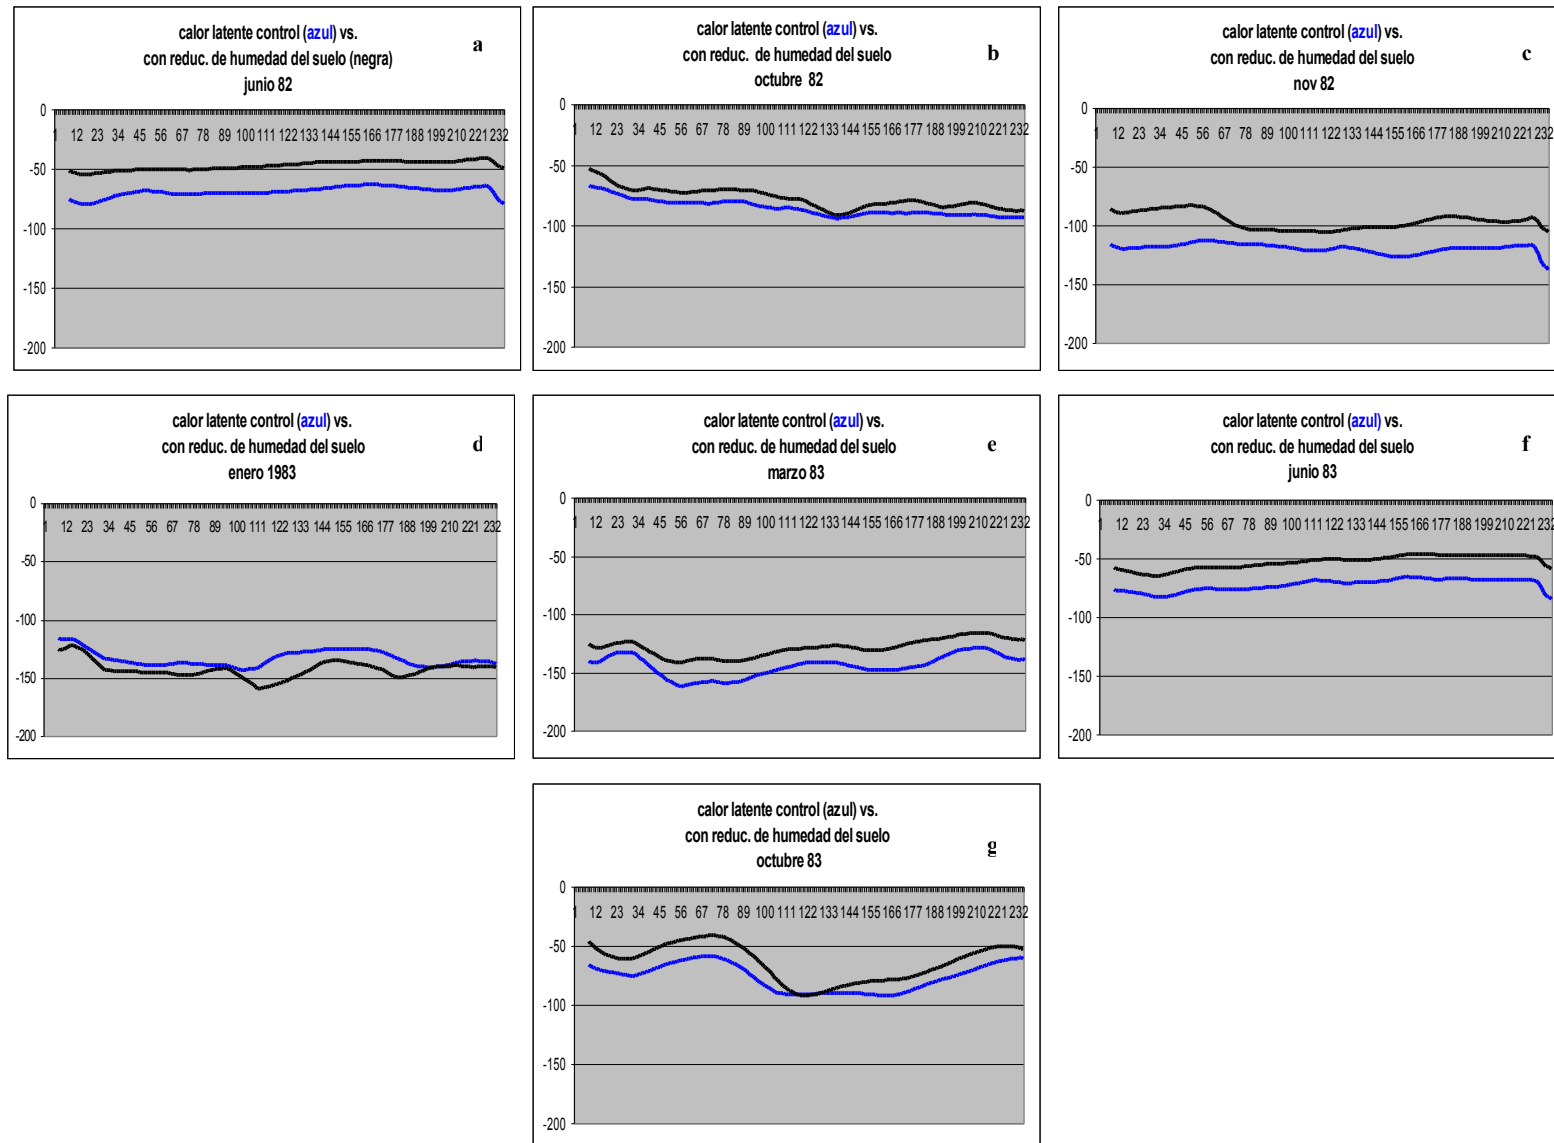 calor latente control (azul) vs.
con reduc. de humedad del suelo (negra)
junio 82
a
0
1 12 23 34 45 56 67 78 89 100 111 122 133 144 155 166 177 188 199 210 221 232
-50
-100
-150
-200
calor latente control (azul) vs.
con reduc. de humedad del suelo
octubre 82
b
0
1 12 23 34 45 56 67 78 89 100 111 122 133 144 155 166 177 188 199 210 221 232
-50
-100
-150
-200
calor latente control (azul) vs.
con reduc. de humedad del suelo
nov 82
c
0
1 12 23 34 45 56 67 78 89 100 111 122 133 144 155 166 177 188 199 210 221 232
-50
-100
-150
-200
calor latente control (azul) vs.
con reduc. de humedad del suelo
enero 1983
d
0
1 12 23 34 45 56 67 78 89 100 111 122 133 144 155 166 177 188 199 210 221 232
-50
-100
-150
-200
calor latente control (azul) vs.
con reduc. de humedad del suelo
marzo 83
e
0
1 12 23 34 45 56 67 78 89 100 111 122 133 144 155 166 177 188 199 210 221 232
-50
-100
-150
-200
calor latente control (azul) vs.
con reduc. de humedad del suelo
junio 83
f
0
1 12 23 34 45 56 67 78 89 100 111 122 133 144 155 166 177 188 199 210 221 232
-50
-100
-150
-200
calor latente control (azul) vs.
con reduc. de humedad del suelo
octubre 83
g
0
1 12 23 34 45 56 67 78 89 100 111 122 133 144 155 166 177 188 199 210 221 232
-50
-100
-150
-200